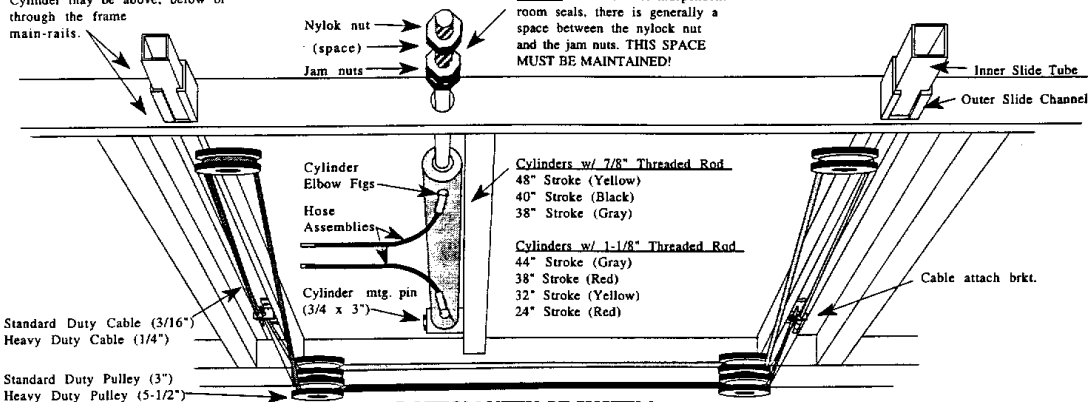 Cylinder may be above, below or
through the frame
main-rails.
Nylok nut
(space)
Jam nuts
room seals, there is generally a
space between the nylock nut
and the jam nuts. THIS SPACE
MUST BE MAINTAINED!
Inner Slide Tube
Outer Slide Channel
Cylinder
Elbow Ftgs
Hose
Assemblies
Cylinder mtg. pin
(3/4 x 3")
Cylinders w/ 7/8" Threaded Rod
48" Stroke (Yellow)
40" Stroke (Black)
38" Stroke (Gray)
Cylinders w/ 1-1/8" Threaded Rod
44" Stroke (Gray)
38" Stroke (Red)
32" Stroke (Yellow)
24" Stroke (Red)
Cable attach brkt.
Standard Duty Cable (3/16")
Heavy Duty Cable (1/4")
Standard Duty Pulley (3")
Heavy Duty Pulley (5-1/2")